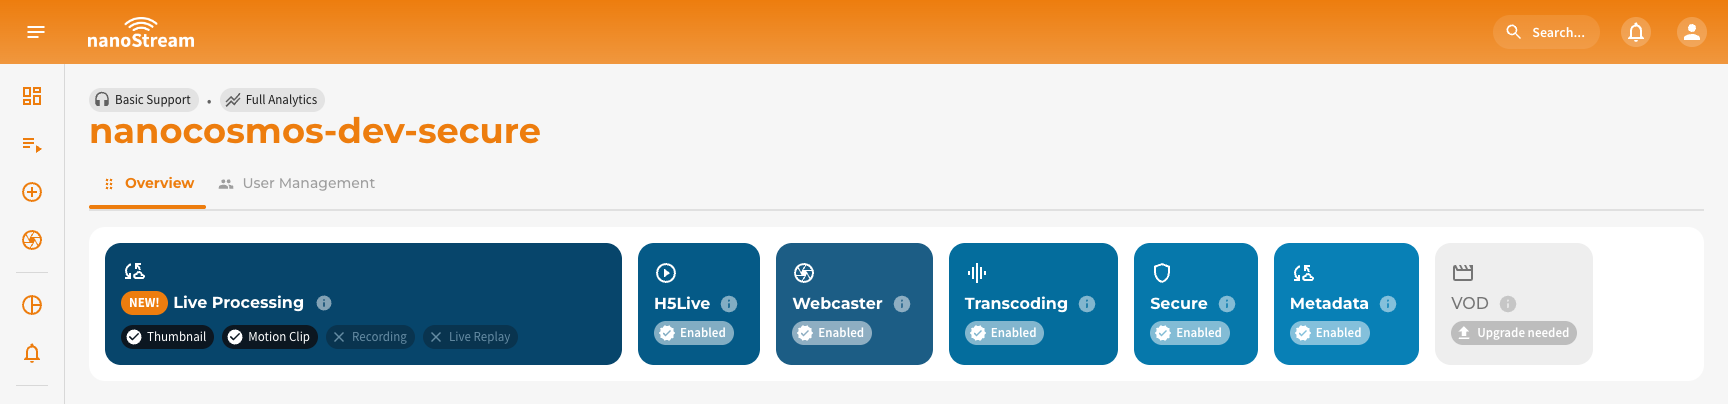 nanoStream
Search...
Basic Support • Full Analytics
nanocosmos-dev-secure
Overview User Management
NEW! Live Processing
Thumbnail Motion Clip Recording Live Replay
H5Live
Enabled
Webcaster
Enabled
Transcoding
Enabled
Secure
Enabled
Metadata
Enabled
VOD
Upgrade needed